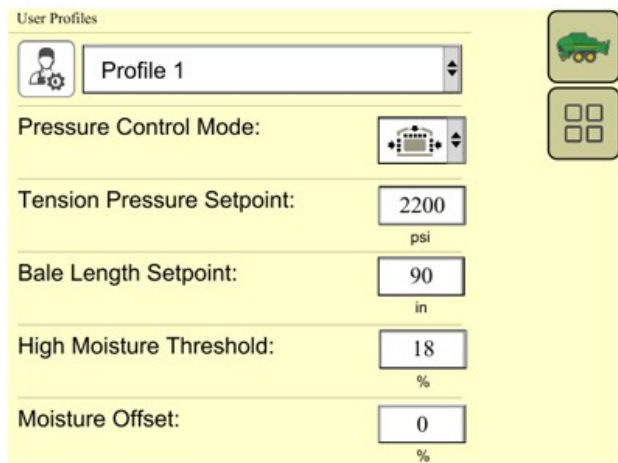 User Profiles
Profile 1
Pressure Control Mode:
Tension Pressure Setpoint:
2200
psi
Bale Length Setpoint:
90
in
High Moisture Threshold:
18
%
Moisture Offset:
0
%